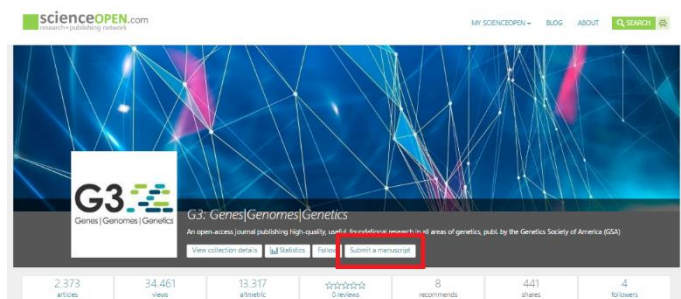 scienceOPEN.com
research+publishing network
MY SCIENCEOPEN BLOG ABOUT SEARCH
G3
Genes|Genomes|Genetics
G3: Genes|Genomes|Genetics
An open-access journal publishing high-quality, useful, foundational research in all areas of genetics, publ. by the Genetics Society of America (GSA)
View collection details Statistics Follow Submit a manuscript
2.373 34.461 13.317 8 441 4
articles views altmetric 0 reviews recommends shares followers